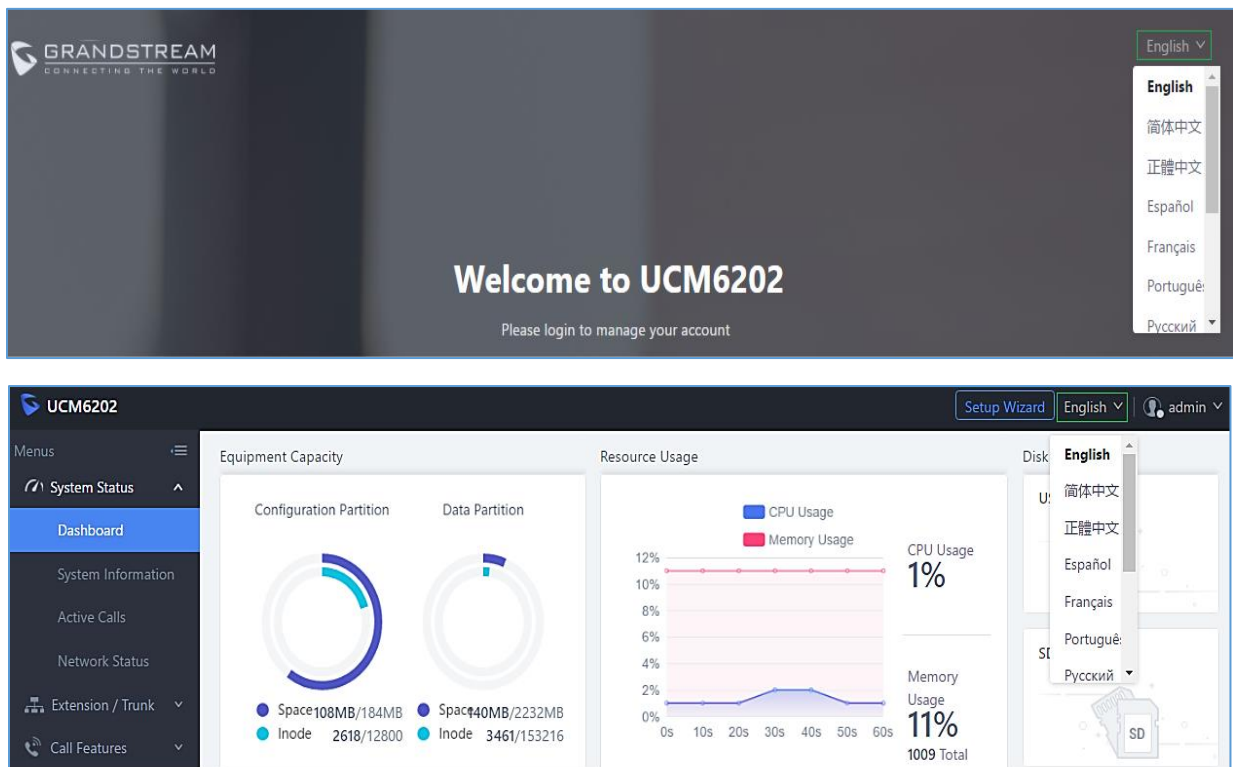 GRANDSTREAM
CONNECTING THE WORLD
English
English
简体中文
正體中文
Español
Français
Português
Русский
Welcome to UCM6202
Please login to manage your account
UCM6202
Setup Wizard
English
admin
Menus
System Status
Dashboard
System Information
Active Calls
Network Status
Extension / Trunk
Call Features
Equipment Capacity
Configuration Partition
Data Partition
Space 108MB/184MB
Inode 2618/12800
Space 140MB/2232MB
Inode 3461/153216
Resource Usage
CPU Usage
Memory Usage
12%
10%
8%
6%
4%
2%
0%
0s 10s 20s 30s 40s 50s 60s
CPU Usage
1%
Memory
Usage
11%
1009 Total
Disk
English
简体中文
正體中文
Español
Français
Português
Русский
SD